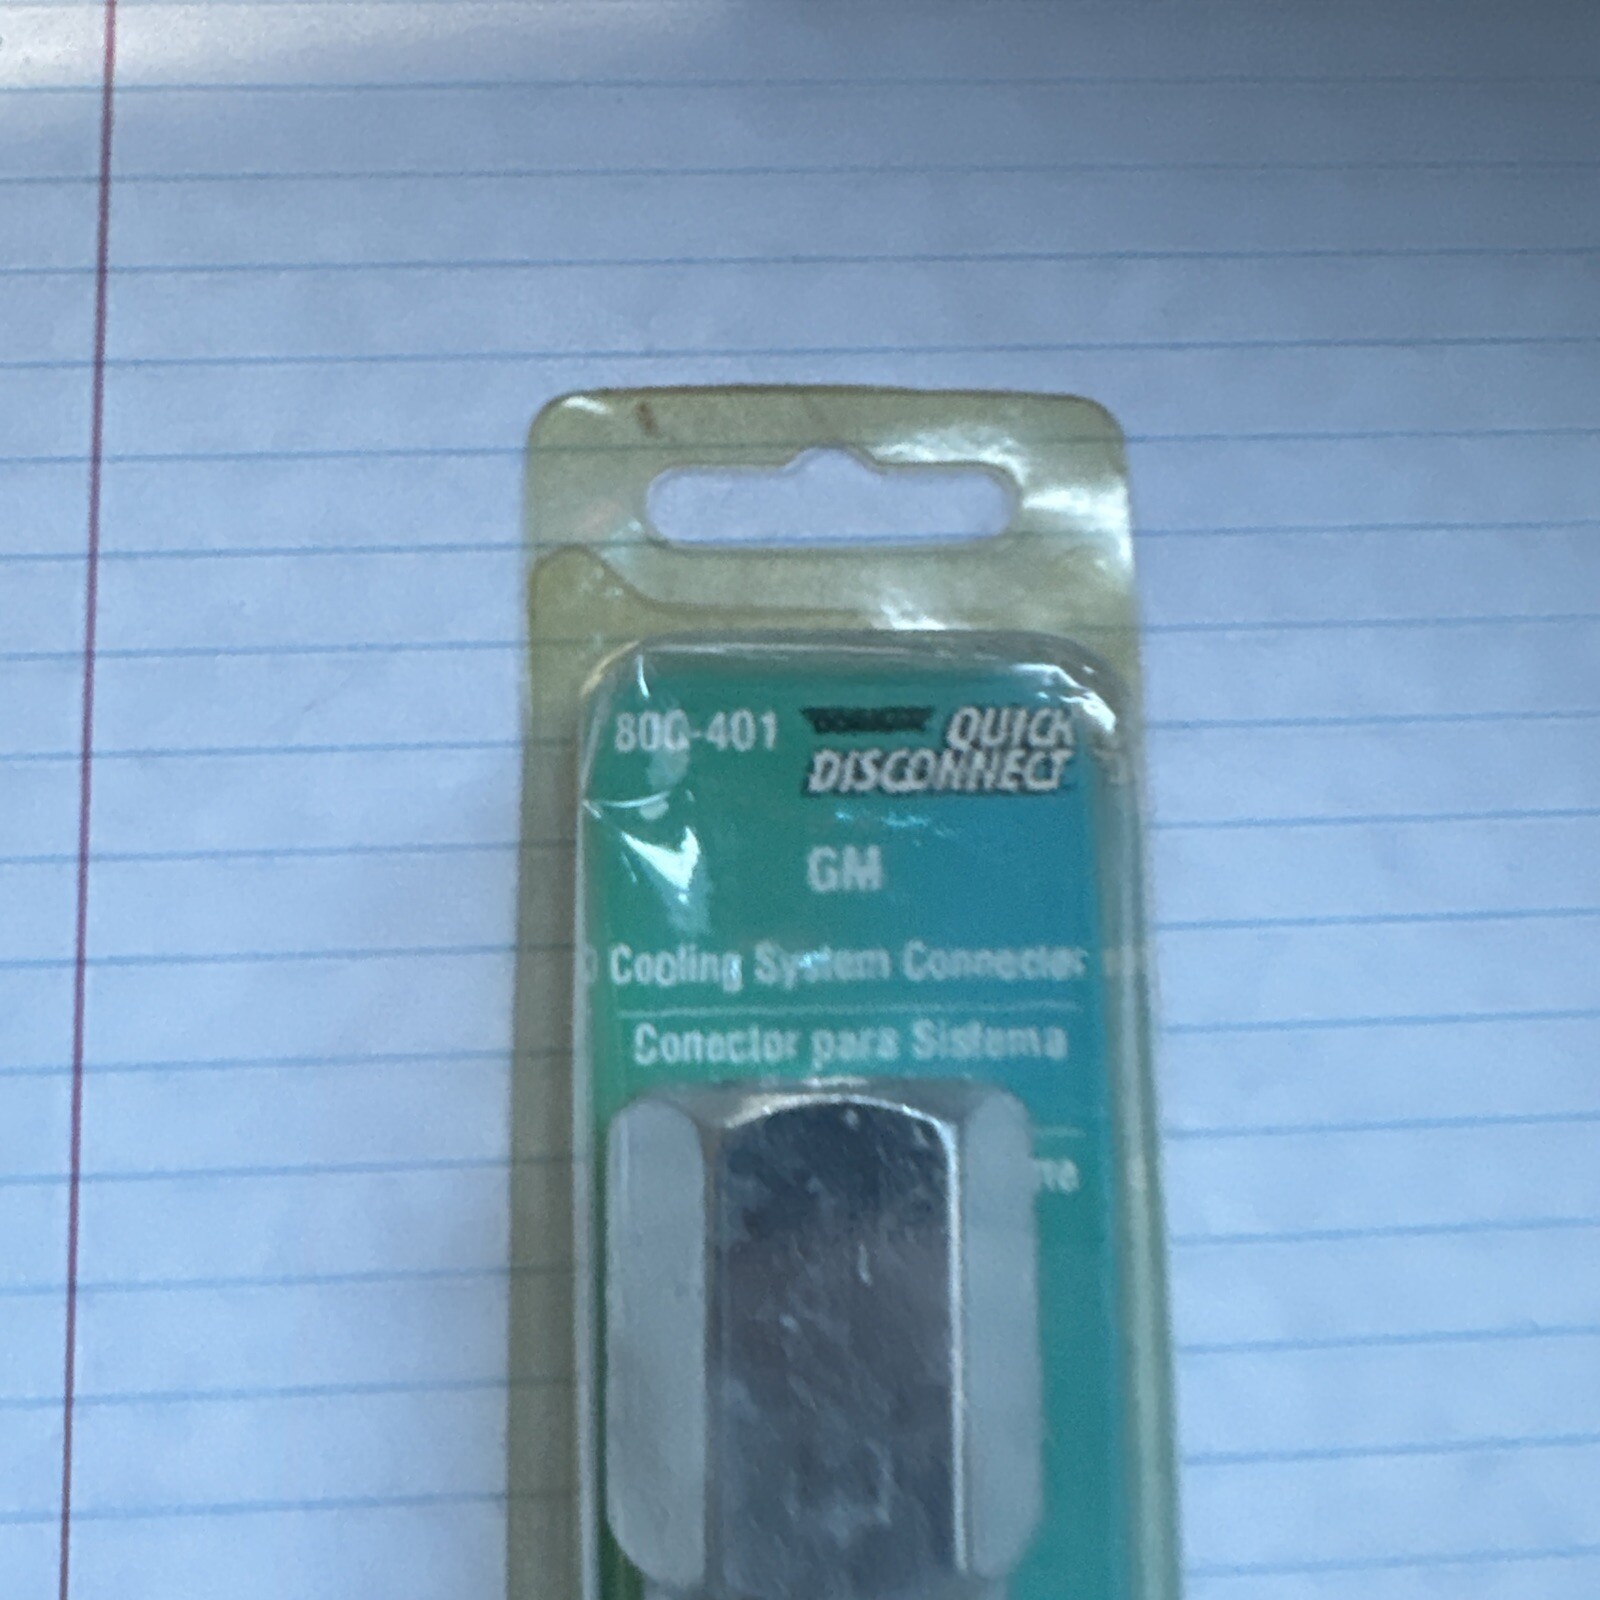 800-401 QUICK
DISCONNECT
GM
Cooling System Connector
Conector para Sistema